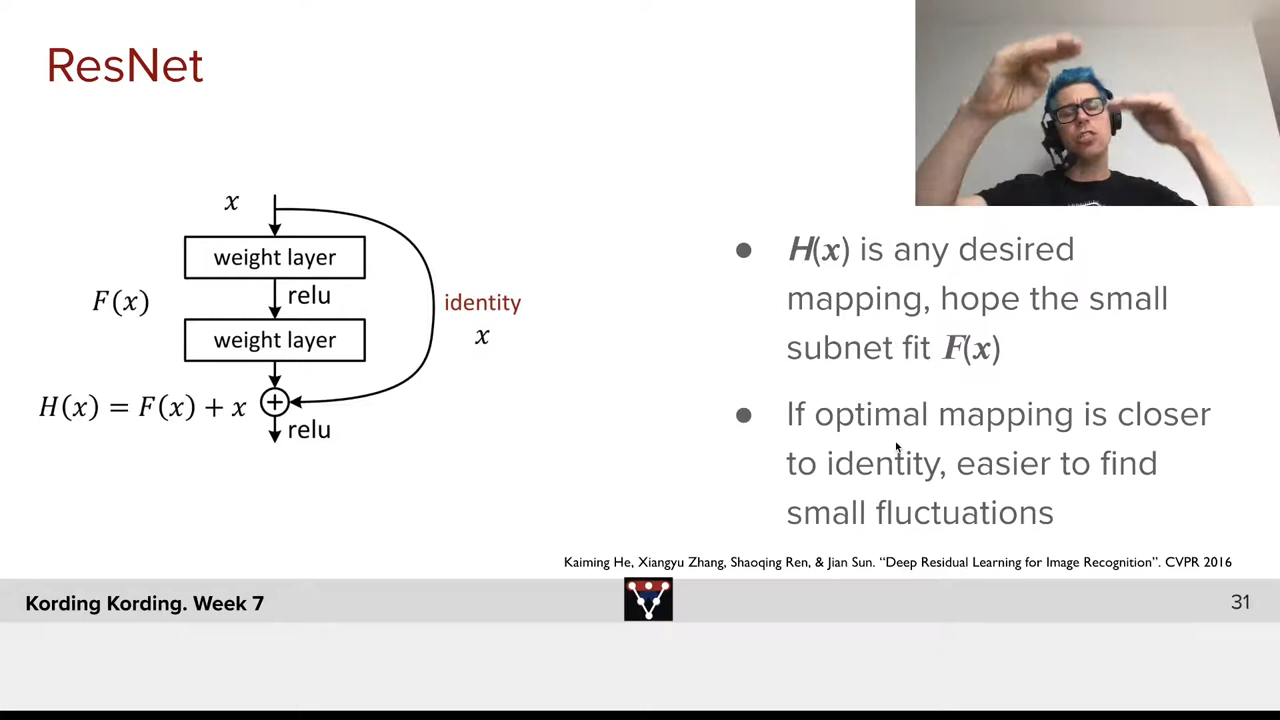 ResNet
x
weight layer
relu
F(x)
identity
x
weight layer
H(x) = F(x) + x
relu
● H(x) is any desired
mapping, hope the small
subnet fit F(x)
● If optimal mapping is closer
to identity, easier to find
small fluctuations
Kaiming He, Xiangyu Zhang, Shaoqing Ren, & Jian Sun. “Deep Residual Learning for Image Recognition”. CVPR 2016
Kording Kording. Week 7
31